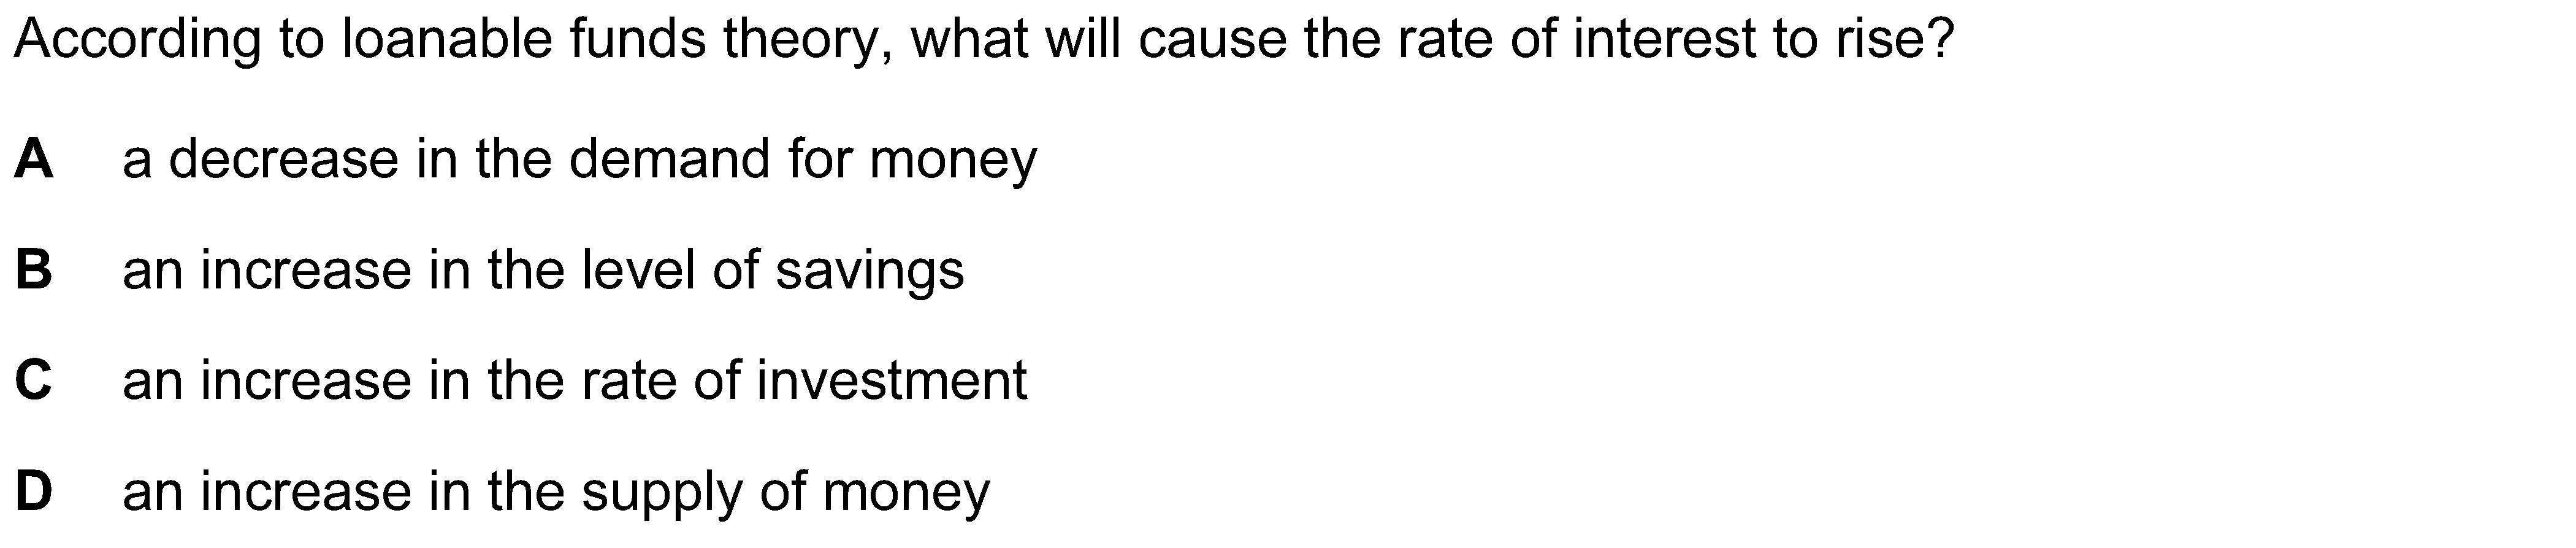 According to loanable funds theory, what will cause the rate of interest to rise?
A a decrease in the demand for money
B an increase in the level of savings
C an increase in the rate of investment
D an increase in the supply of money